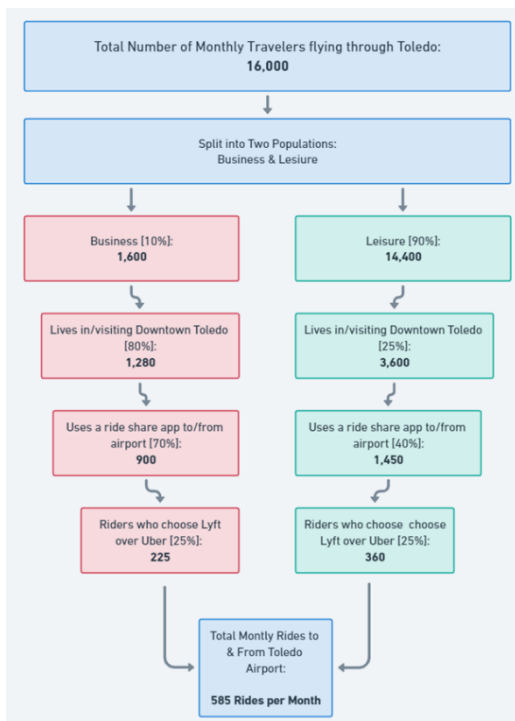 Total Number of Monthly Travelers flying through Toledo:
16,000
Split into Two Populations:
Business & Lesiure
Business [10%]:
1,600
Leisure [90%]:
14,400
Lives in/visiting Downtown Toledo
[80%]:
1,280
Lives in/visiting Downtown Toledo
[25%]:
3,600
Uses a ride share app to/from
airport [70%]:
900
Uses a ride share app to/from
airport [40%]:
1,450
Riders who choose Lyft
over Uber [25%]:
225
Riders who choose choose
Lyft over Uber [25%]:
360
Total Montly Rides to
& From Toledo
Airport:
585 Rides per Month